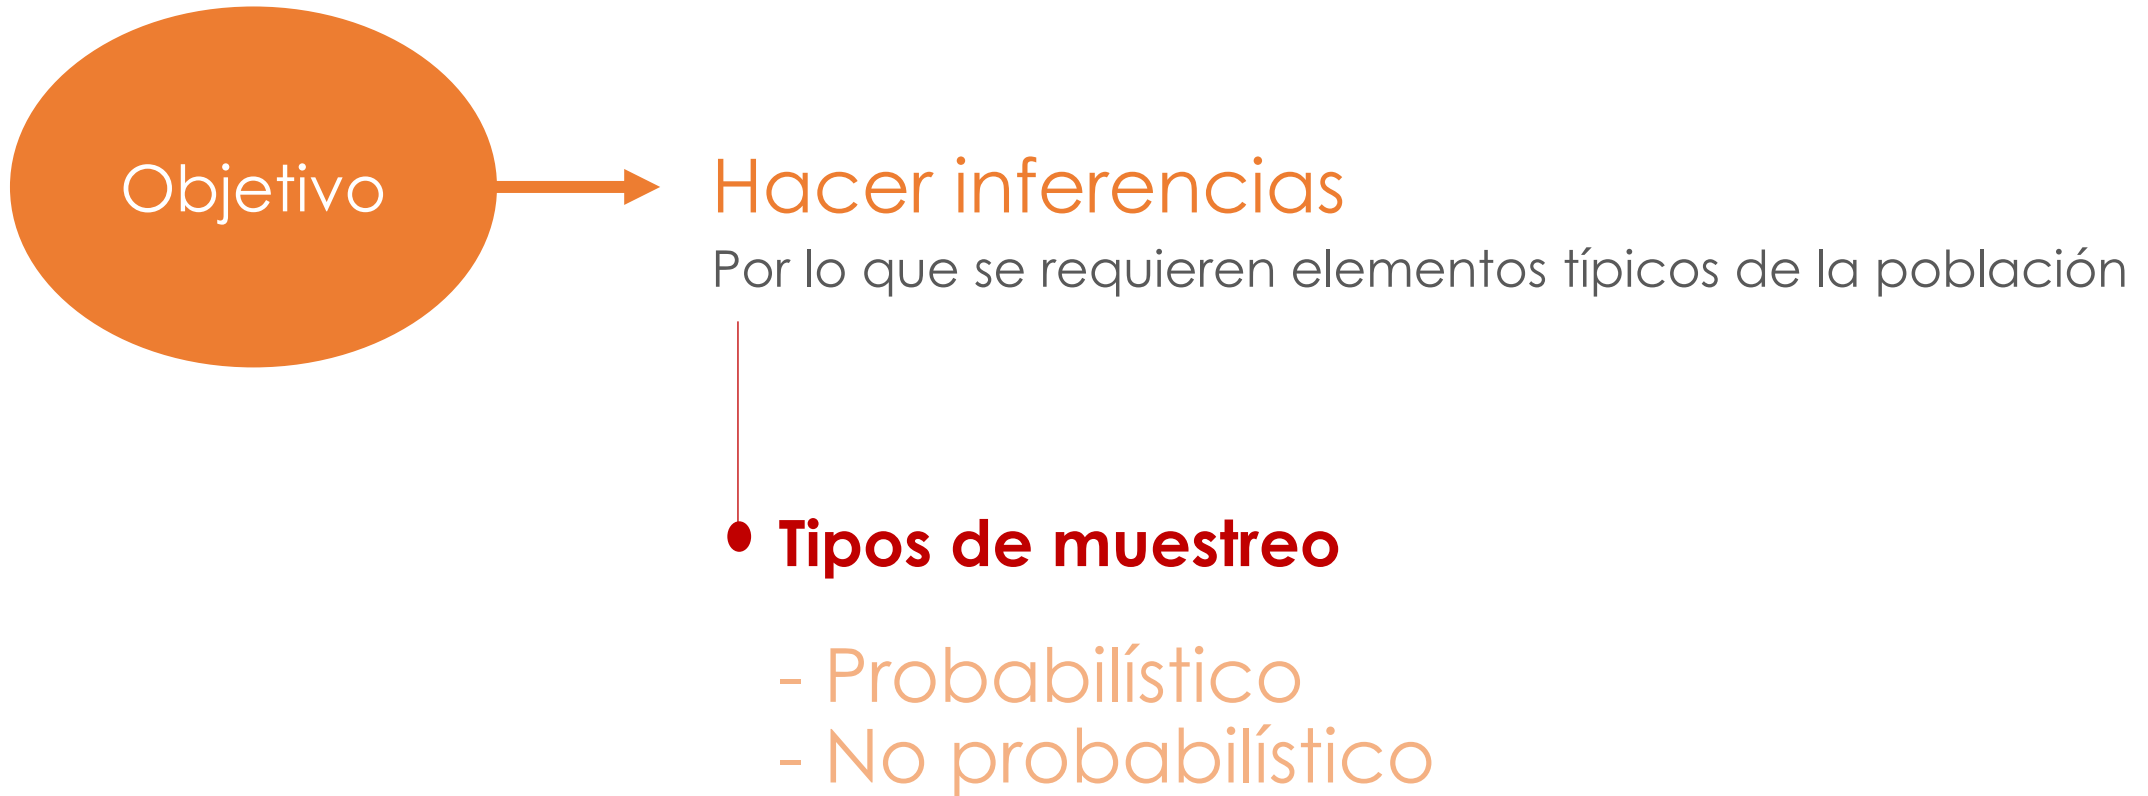 Objetivo
Hacer inferencias
Por lo que se requieren elementos típicos de la población
Tipos de muestreo
- Probabilístico
- No probabilístico